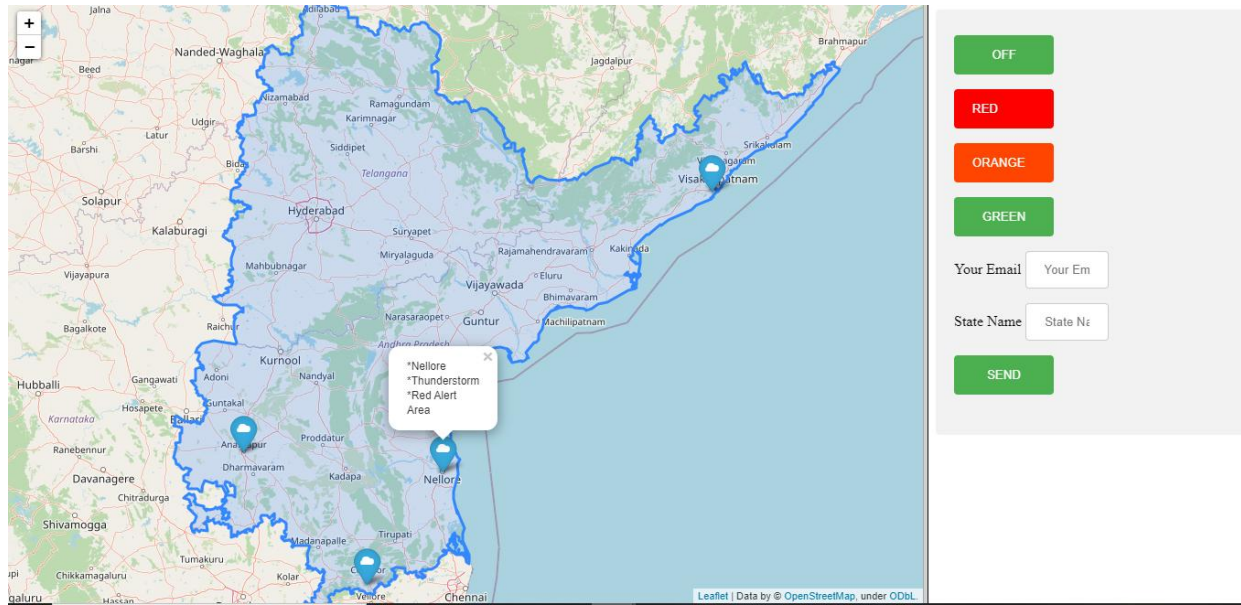 Jalna
Adilabad
Brahmapur
+
−
Nanded-Waghala
Jagdalpur
Beed
Nizamabad
Ramagundam
Karimnagar
Udgir
Latur
Barshi
Siddipet
Srikakulam
Telangana
Solapur
Hyderabad
Kalaburagi
Suryapet
Miryalaguda
Rajamahendravaram
Kakinada
Mahbubnagar
Vijayapura
Eluru
Vijayawada
Bhimavaram
Narasaraopet
Guntur
Machilipatnam
Bagalkote
Raichur
Andhra Pradesh
Kurnool
Nandyal
Gangawati
Adoni
Hubballi
×
*Nellore
*Thunderstorm
*Red Alert
Area
Guntakal
Hosapete
Ballari
Karnataka
Proddatur
Ranebennur
Dharmavaram
Kadapa
Nellore
Davanagere
Chitradurga
Shivamogga
Tirupati
Madanapalle
Tumakuru
Chikkamagaluru
Kolar
Vellore
Chennai
Hassan
Leaflet | Data by © OpenStreetMap, under ODbL.
OFF
RED
ORANGE
GREEN
Your Email Your Em
State Name State Na
SEND